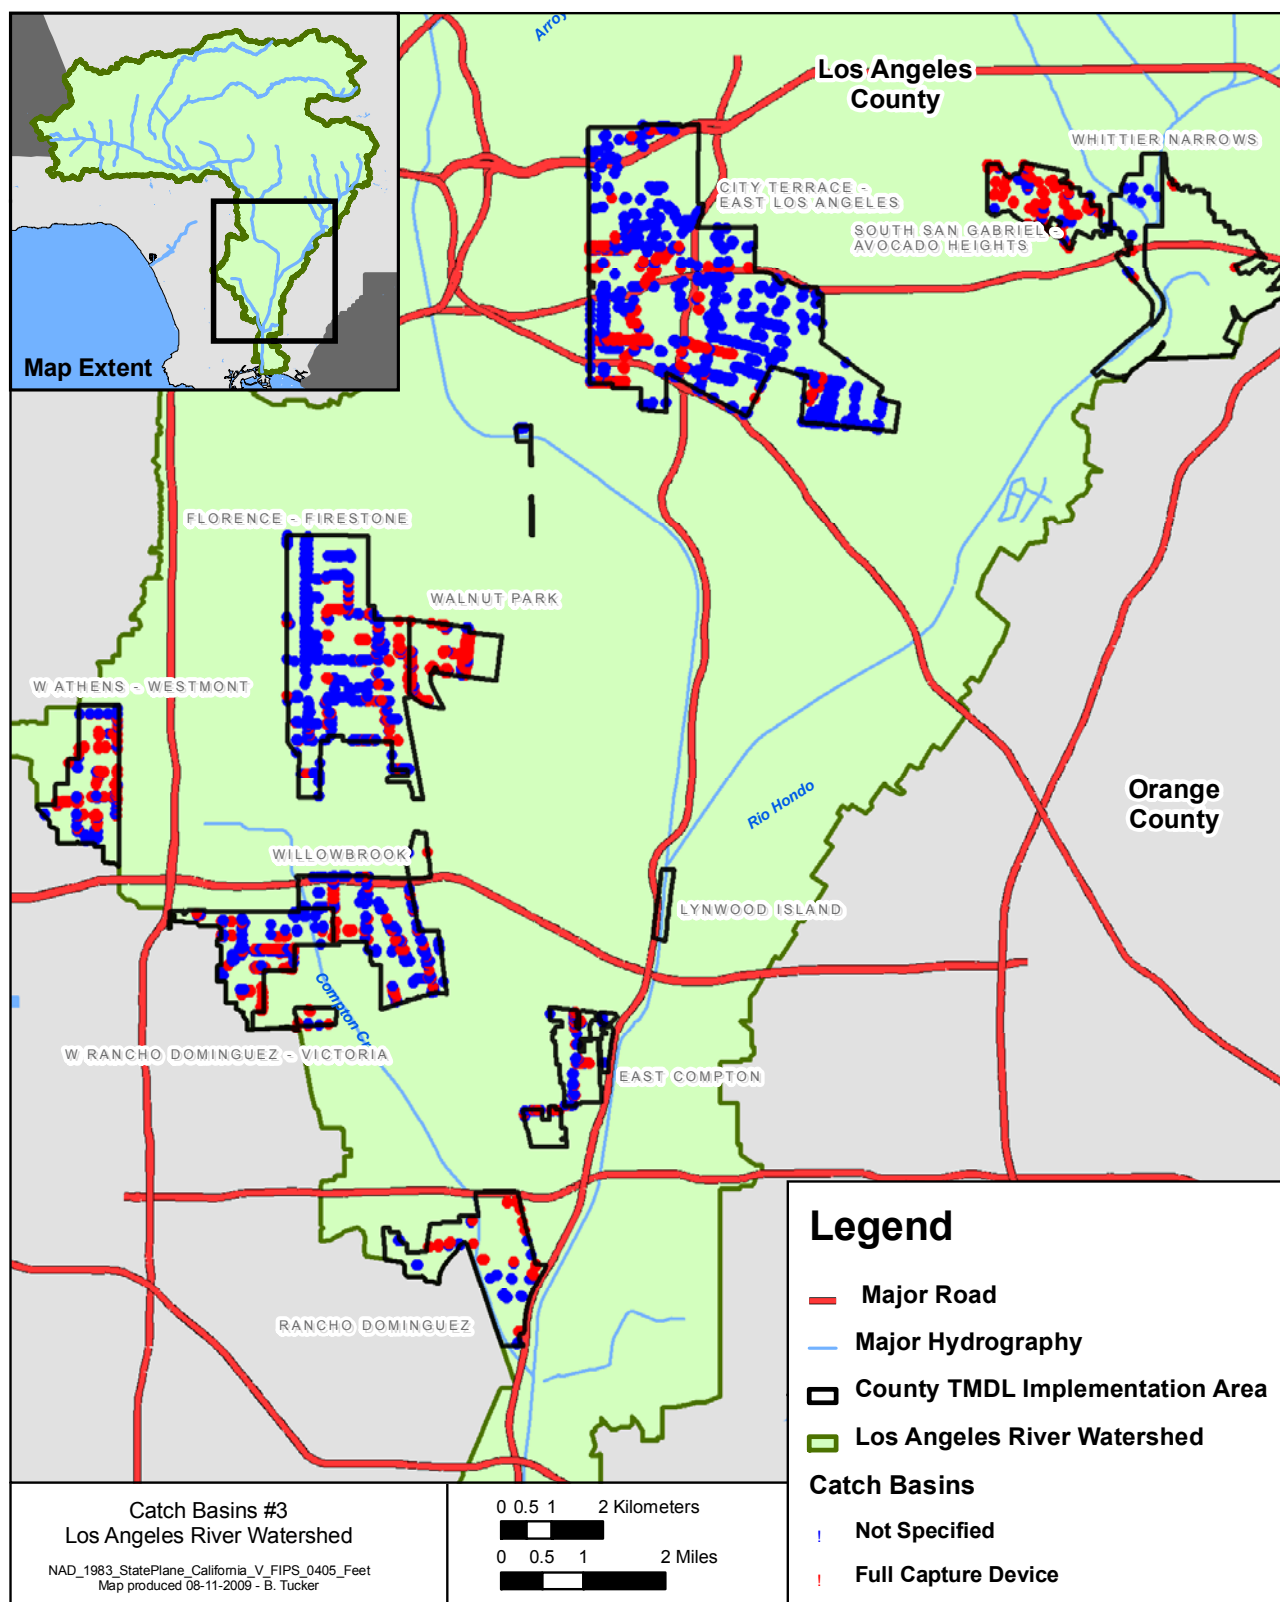 Arroy
Los Angeles
County
WHITTIER NARROWS
CITY TERRACE -
EAST LOS ANGELES
SOUTH SAN GABRIEL -
AVOCADO HEIGHTS
Map Extent
FLORENCE - FIRESTONE
WALNUT PARK
W ATHENS - WESTMONT
Orange
County
Rio Hondo
WILLOWBROOK
LYNWOOD ISLAND
Compton Cr
W RANCHO DOMINGUEZ - VICTORIA
EAST COMPTON
RANCHO DOMINGUEZ
Legend
Major Road
Major Hydrography
County TMDL Implementation Area
Los Angeles River Watershed
Catch Basins
! Not Specified
! Full Capture Device
Catch Basins #3
Los Angeles River Watershed
NAD_1983_StatePlane_California_V_FIPS_0405_Feet
Map produced 08-11-2009 - B. Tucker
0 0.5 1 2 Kilometers
0 0.5 1 2 Miles